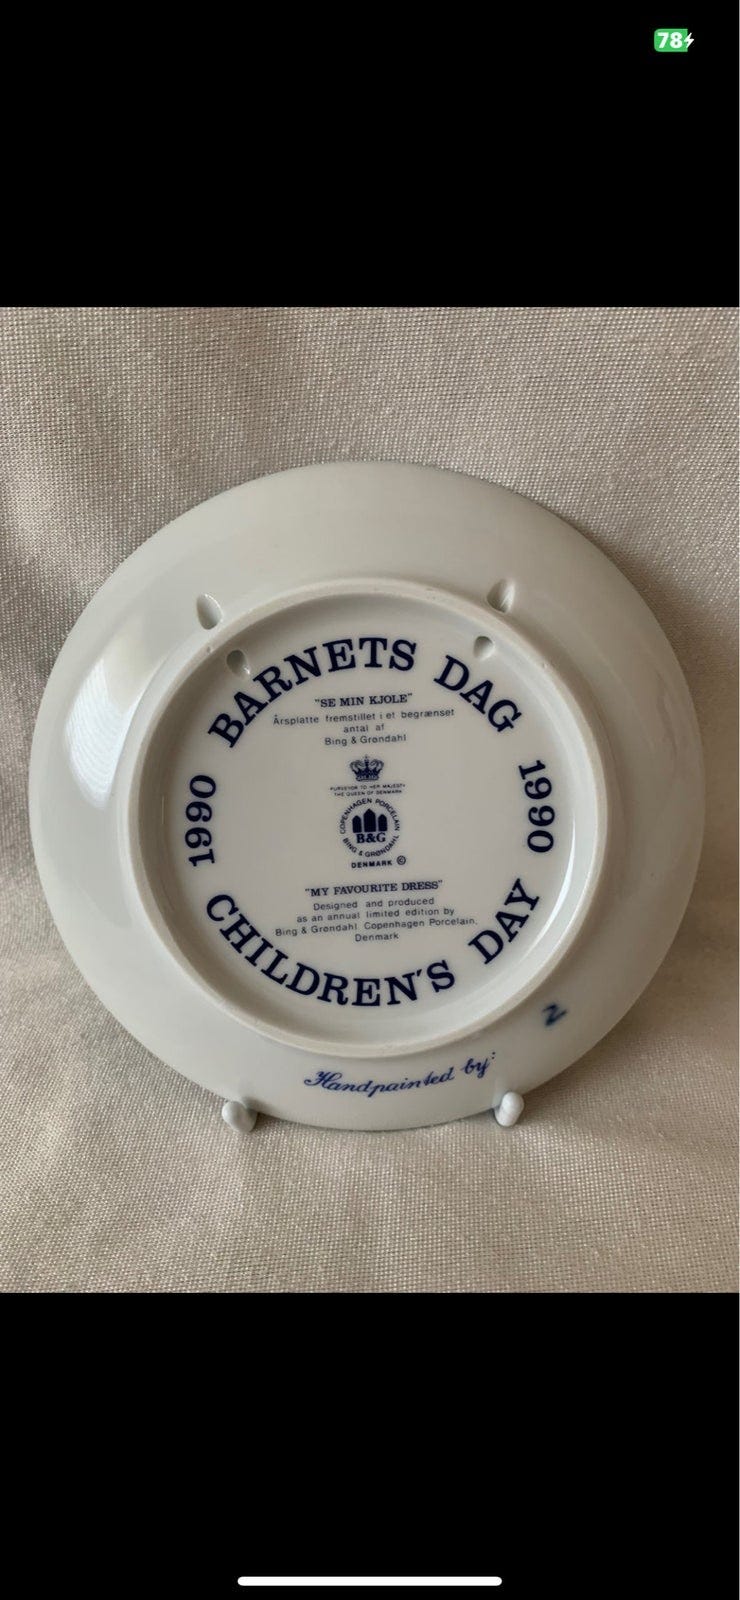 78
BARNETS DAG
"SE MIN KJOLE"
Årsplatte fremstillet i et begrænset
antal af
Bing & Grøndahl
1990
1990
PURVEYOR TO HER MAJESTY
THE QUEEN OF DENMARK
COPENHAGEN PORCELAIN
B&G
BING & GRØNDAHL
DENMARK ©
"MY FAVOURITE DRESS"
Designed and produced
as an annual limited edition by
Bing & Grøndahl Copenhagen Porcelain,
Denmark
CHILDREN'S DAY
Handpainted by: